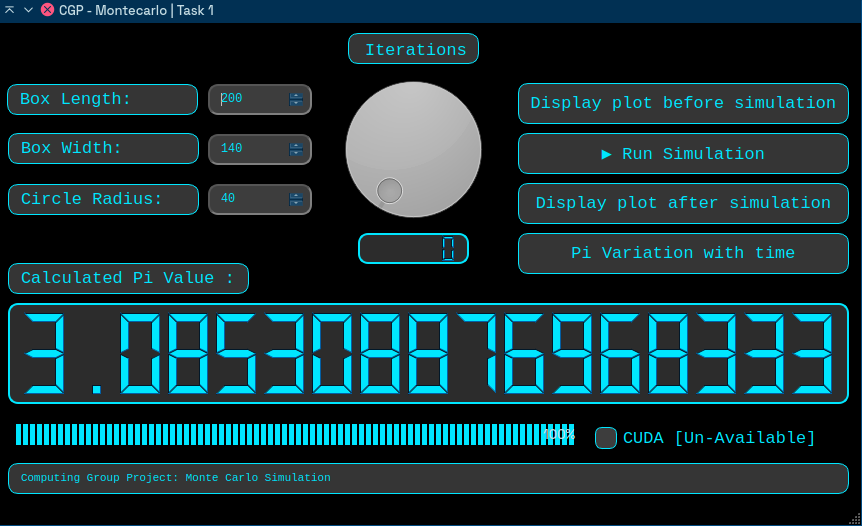 CGP - Montecarlo | Task 1
Iterations
Box Length:
200
Display plot before simulation
Box Width:
140
▶ Run Simulation
Circle Radius:
40
Display plot after simulation
0
Pi Variation with time
Calculated Pi Value :
3.085308876968333
100%
CUDA [Un-Available]
Computing Group Project: Monte Carlo Simulation